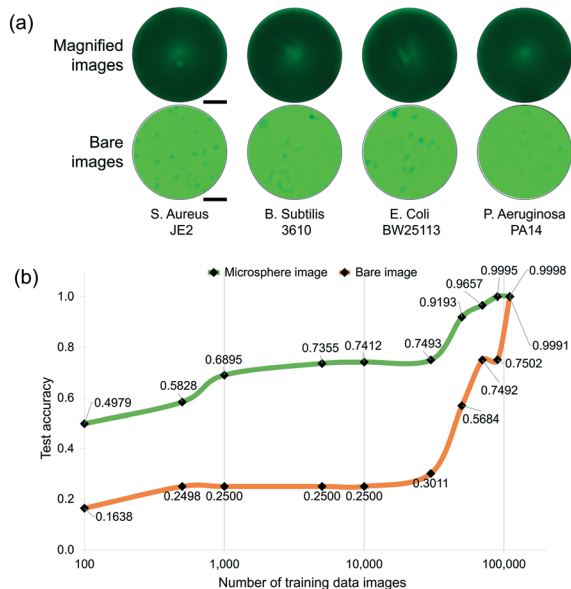 (a)
Magnified
images
Bare
images
S. Aureus
JE2
B. Subtilis
3610
E. Coli
BW25113
P. Aeruginosa
PA14
(b)
Microsphere image
Bare image
0.9995
0.9998
0.9657
0.9193
0.9991
1.0
0.8
0.6
0.4
0.2
0.0
Test accuracy
0.4979
0.5828
0.6895
0.7355
0.7412
0.7493
0.7502
0.7492
0.5684
0.3011
0.1638
0.2498
0.2500
0.2500
0.2500
100
1,000
10,000
100,000
Number of training data images